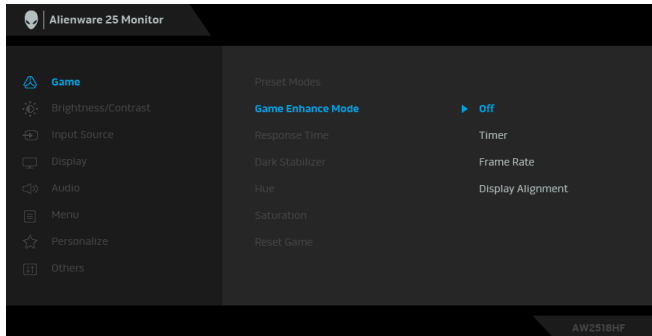 Alienware 25 Monitor
Game
Preset Modes
Brightness/Contrast
Game Enhance Mode
Off
Input Source
Response Time
Timer
Display
Dark Stabilizer
Frame Rate
Audio
Hue
Display Alignment
Menu
Saturation
Personalize
Reset Game
Others
AW2518HF